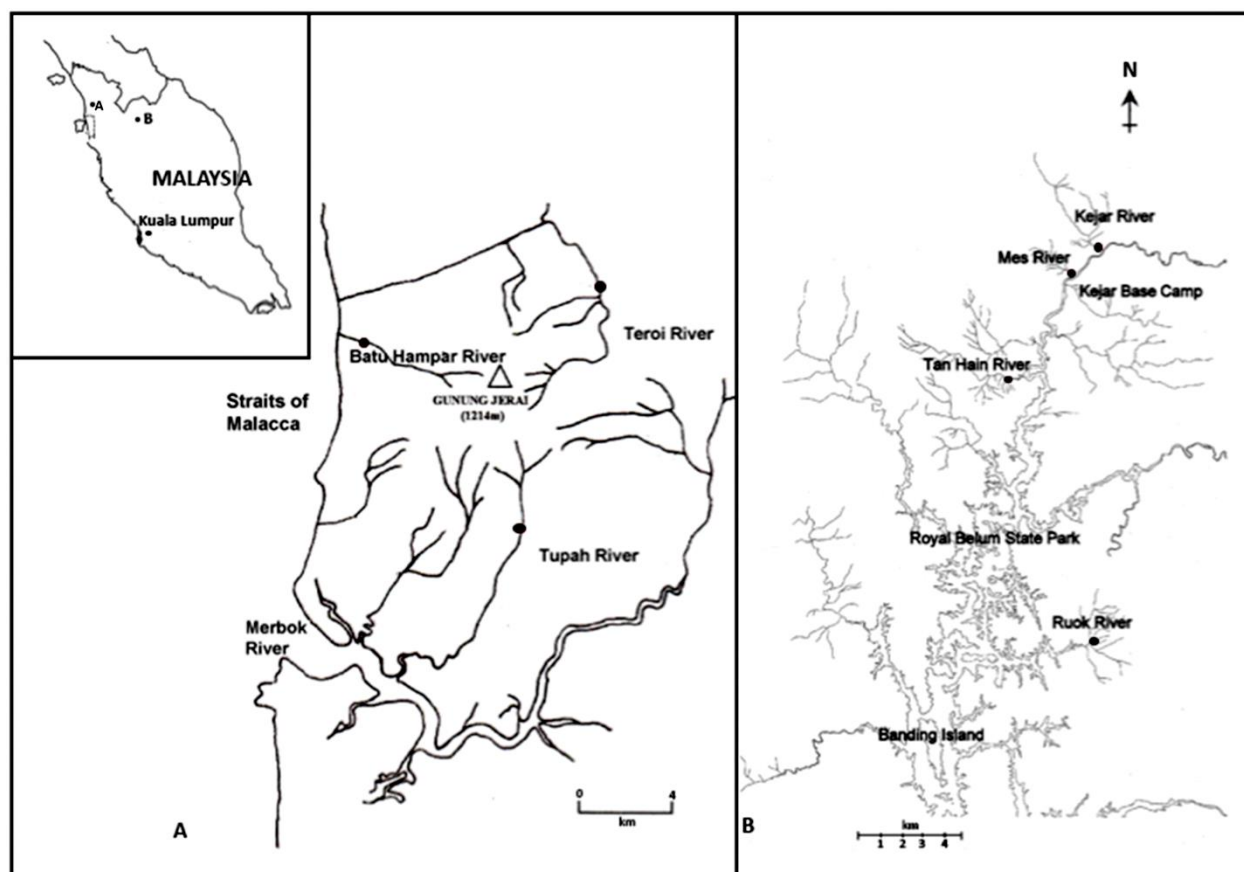 A
B
MALAYSIA
Kuala Lumpur
Batu Hampar River
Teroi River
GUNUNG JERAI
(1214m)
Straits of
Malacca
Tupah River
Merbok
River
0 4
km
A
N
Kejar River
Mes River
Kejar Base Camp
Tan Hain River
Royal Belum State Park
Ruok River
Banding Island
B
km
1 2 3 4